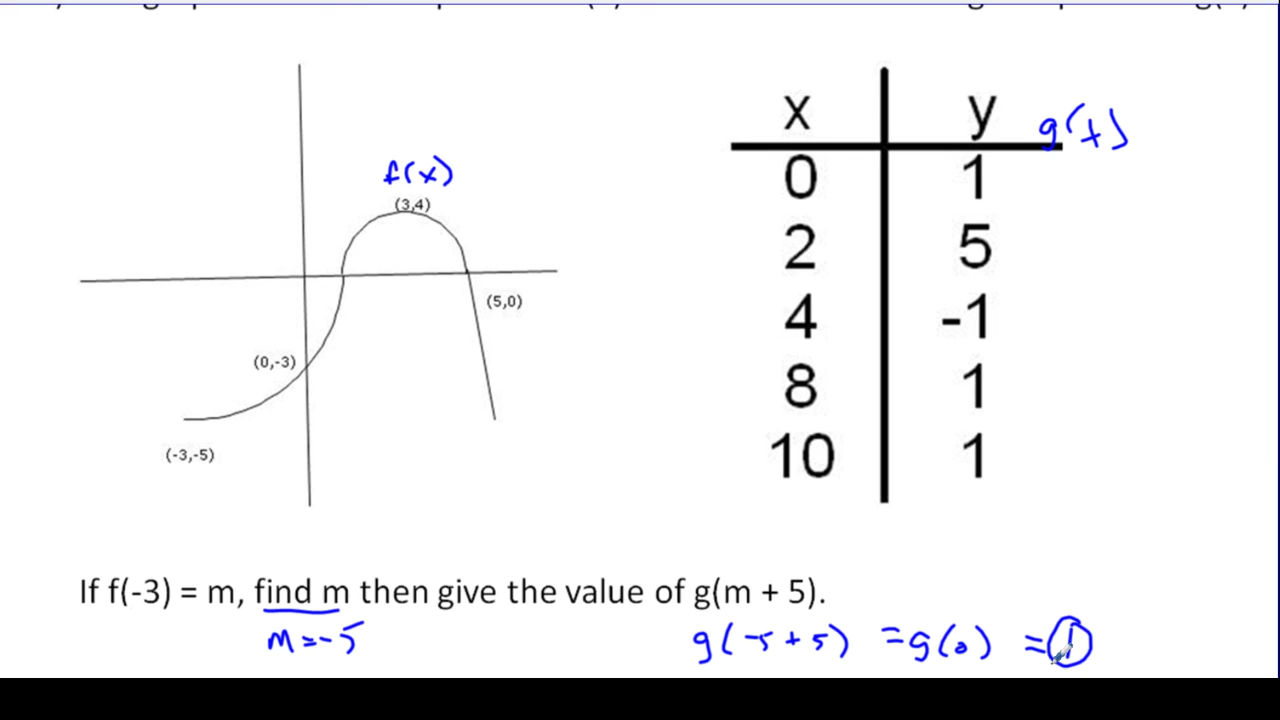 f(x)
(3,4)
(5,0)
(0,-3)
(-3,-5)
x y g(x)
0 1
2 5
4 -1
8 1
10 1
If f(-3) = m, find m then give the value of g(m + 5).
m=-5 g(-5+5) =g(0) =1